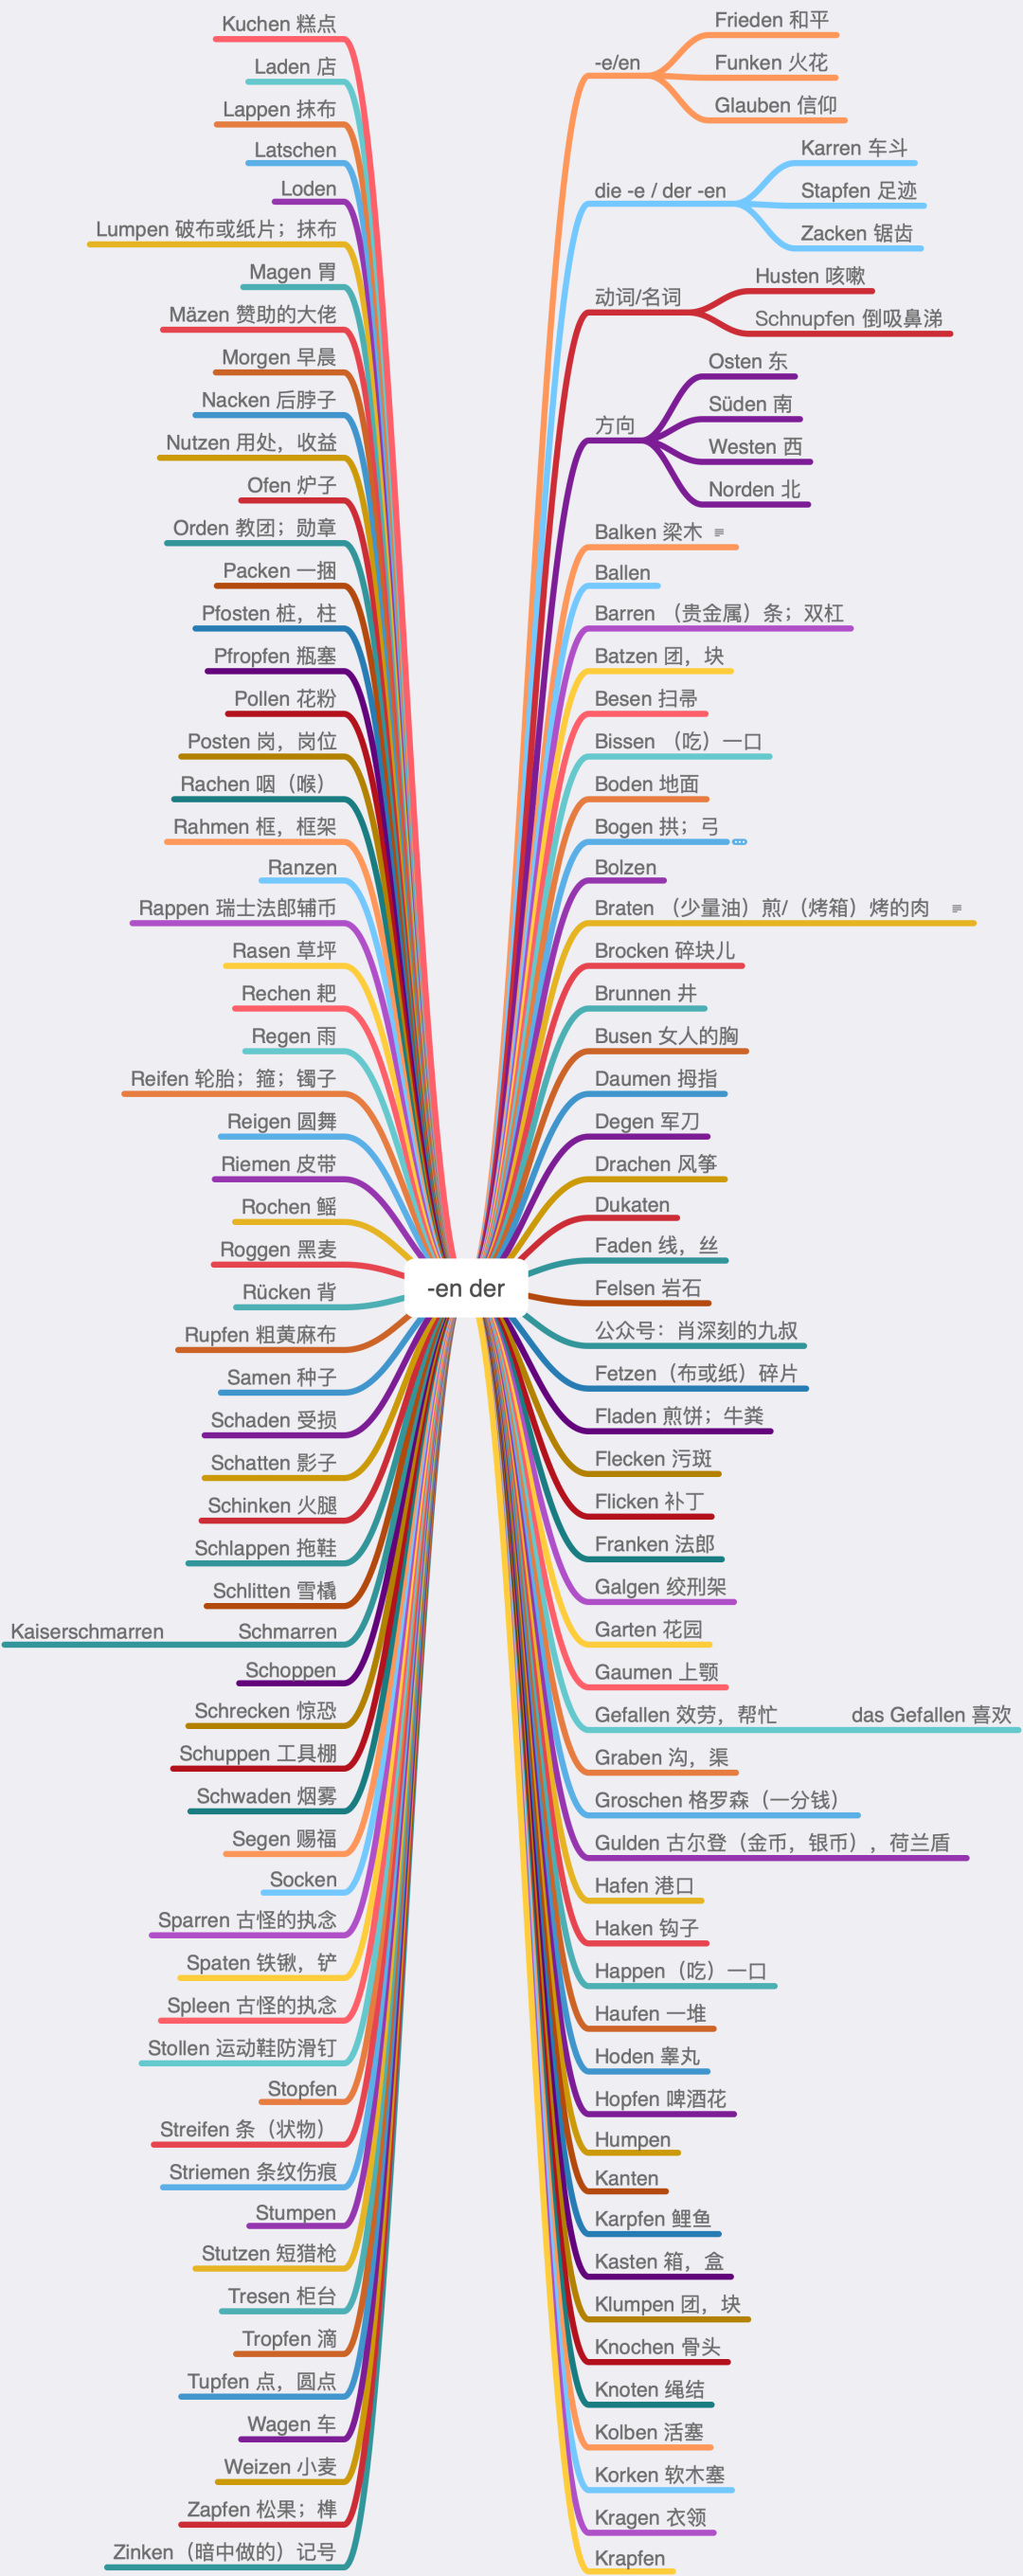 -en der
-e/en
Frieden 和平
Funken 火花
Glauben 信仰
die -e / der -en
Karren 车斗
Stapfen 足迹
Zacken 锯齿
动词/名词
Husten 咳嗽
Schnupfen 倒吸鼻涕
方向
Osten 东
Süden 南
Westen 西
Norden 北
Balken 梁木
Ballen
Barren （贵金属）条；双杠
Batzen 团，块
Besen 扫帚
Bissen （吃）一口
Boden 地面
Bogen 拱；弓
Bolzen
Braten （少量油）煎/（烤箱）烤的肉
Brocken 碎块儿
Brunnen 井
Busen 女人的胸
Daumen 拇指
Degen 军刀
Drachen 风筝
Dukaten
Faden 线，丝
Felsen 岩石
公众号：肖深刻的九叔
Fetzen（布或纸）碎片
Fladen 煎饼；牛粪
Flecken 污斑
Flicken 补丁
Franken 法郎
Galgen 绞刑架
Garten 花园
Gaumen 上颚
Gefallen 效劳，帮忙
das Gefallen 喜欢
Graben 沟，渠
Groschen 格罗森（一分钱）
Gulden 古尔登（金币，银币），荷兰盾
Hafen 港口
Haken 钩子
Happen（吃）一口
Haufen 一堆
Hoden 睾丸
Hopfen 啤酒花
Humpen
Kanten
Karpfen 鲤鱼
Kasten 箱，盒
Klumpen 团，块
Knochen 骨头
Knoten 绳结
Kolben 活塞
Korken 软木塞
Kragen 衣领
Krapfen
Kuchen 糕点
Laden 店
Lappen 抹布
Latschen
Loden
Lumpen 破布或纸片；抹布
Magen 胃
Mäzen 赞助的大佬
Morgen 早晨
Nacken 后脖子
Nutzen 用处，收益
Ofen 炉子
Orden 教团；勋章
Packen 一捆
Pfosten 桩，柱
Pfropfen 瓶塞
Pollen 花粉
Posten 岗，岗位
Rachen 咽（喉）
Rahmen 框，框架
Ranzen
Rappen 瑞士法郎辅币
Rasen 草坪
Rechen 耙
Regen 雨
Reifen 轮胎；箍；镯子
Reigen 圆舞
Riemen 皮带
Rochen 鳐
Roggen 黑麦
Rücken 背
Rupfen 粗黄麻布
Samen 种子
Schaden 受损
Schatten 影子
Schinken 火腿
Schlappen 拖鞋
Schlitten 雪橇
Schmarren
Kaiserschmarren
Schoppen
Schrecken 惊恐
Schuppen 工具棚
Schwaden 烟雾
Segen 赐福
Socken
Sparren 古怪的执念
Spaten 铁锹，铲
Spleen 古怪的执念
Stollen 运动鞋防滑钉
Stopfen
Streifen 条（状物）
Striemen 条纹伤痕
Stumpen
Stutzen 短猎枪
Tresen 柜台
Tropfen 滴
Tupfen 点，圆点
Wagen 车
Weizen 小麦
Zapfen 松果；榫
Zinken（暗中做的）记号